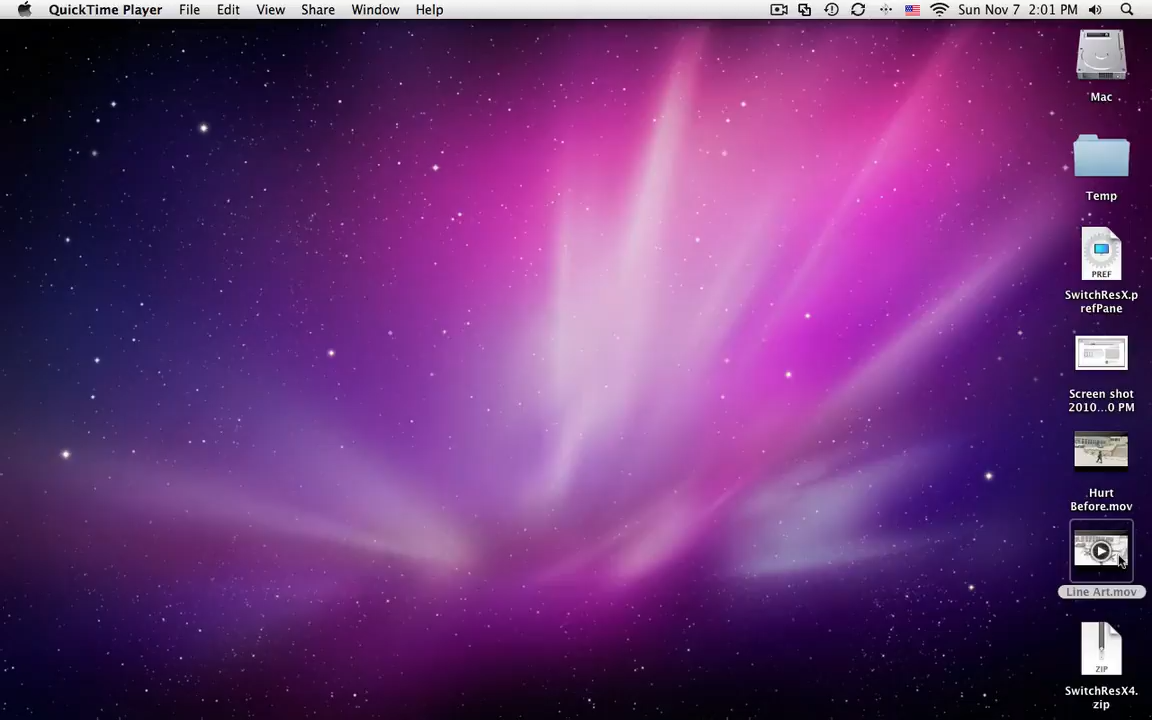 QuickTime Player File Edit View Share Window Help Sun Nov 7 2:01 PM
Mac
Temp
PREF
SwitchResX.p
refPane
Screen shot
2010...0 PM
Hurt
Before.mov
Line Art.mov
ZIP
SwitchResX4.
zip